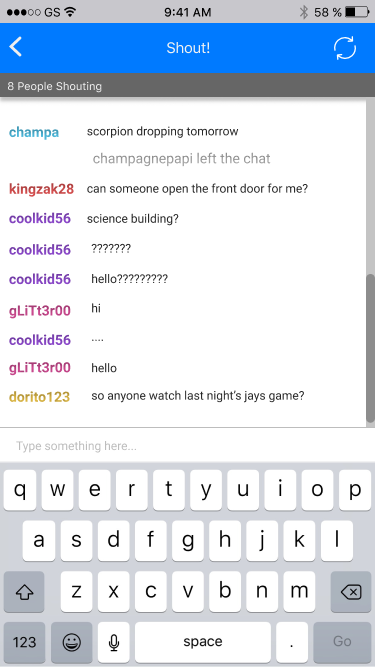 GS 9:41 AM 58 %
Shout!
8 People Shouting
champa scorpion dropping tomorrow
champagnepapi left the chat
kingzak28 can someone open the front door for me?
coolkid56 science building?
coolkid56 ???????
coolkid56 hello?????????
gLiTt3r00 hi
coolkid56 ....
gLiTt3r00 hello
dorito123 so anyone watch last night's jays game?
Type something here...
q w e r t y u i o p
a s d f g h j k l
z x c v b n m
123 space . Go